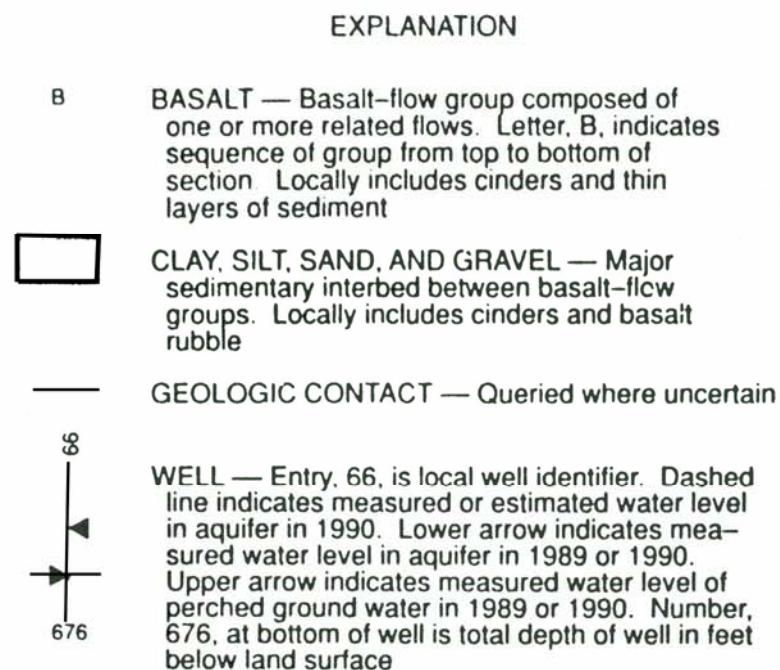 EXPLANATION
B
BASALT — Basalt-flow group composed of
one or more related flows. Letter, B, indicates
sequence of group from top to bottom of
section Locally includes cinders and thin
layers of sediment
CLAY, SILT, SAND, AND GRAVEL — Major
sedimentary interbed between basalt-flow
groups. Locally includes cinders and basalt
rubble
GEOLOGIC CONTACT — Queried where uncertain
66
WELL — Entry, 66, is local well identifier. Dashed
line indicates measured or estimated water level
in aquifer in 1990. Lower arrow indicates mea-
sured water level in aquifer in 1989 or 1990.
Upper arrow indicates measured water level of
perched ground water in 1989 or 1990. Number,
676, at bottom of well is total depth of well in feet
below land surface
676